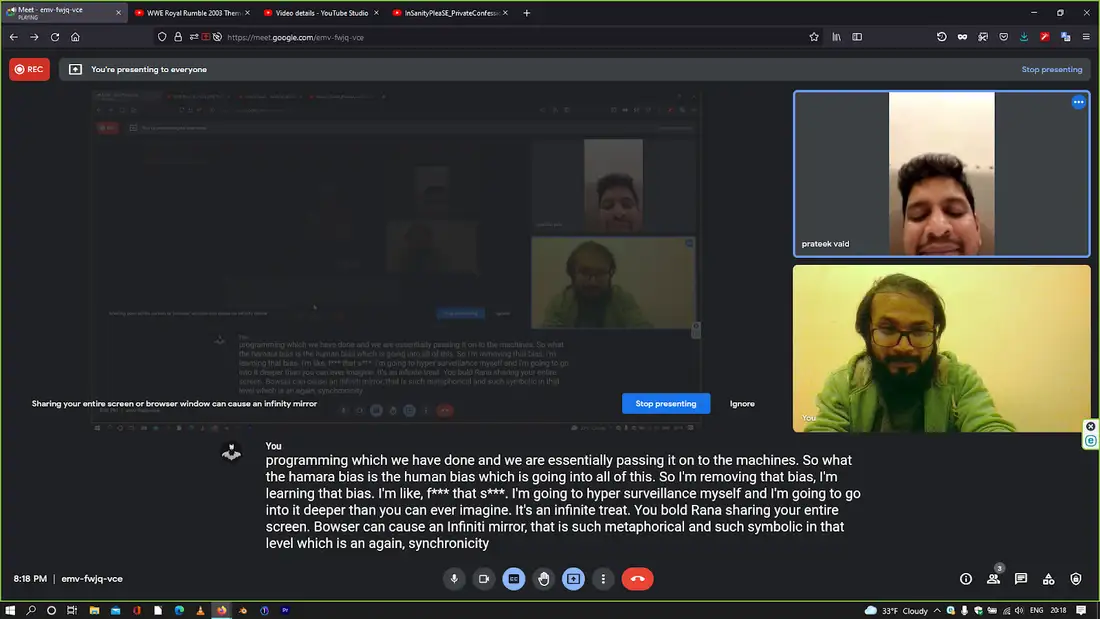 Meet - emv-fwjq-vce
PLAYING
WWE Royal Rumble 2003 Them
Video details - YouTube Studio
InSanityPleaSE_PrivateConfess
https://meet.google.com/emv-fwjq-vce
REC
You're presenting to everyone
Stop presenting
prateek vaid
You
Sharing your entire screen or browser window can cause an infinity mirror
Stop presenting
Ignore
You
programming which we have done and we are essentially passing it on to the machines. So what
the hamara bias is the human bias which is going into all of this. So I'm removing that bias, I'm
learning that bias. I'm like, f*** that s***. I'm going to hyper surveillance myself and I'm going to go
into it deeper than you can ever imagine. It's an infinite treat. You bold Rana sharing your entire
screen. Bowser can cause an Infiniti mirror, that is such metaphorical and such symbolic in that
level which is an again, synchronicity
8:18 PM | emv-fwjq-vce
CC
3
33°F Cloudy
ENG
20:18